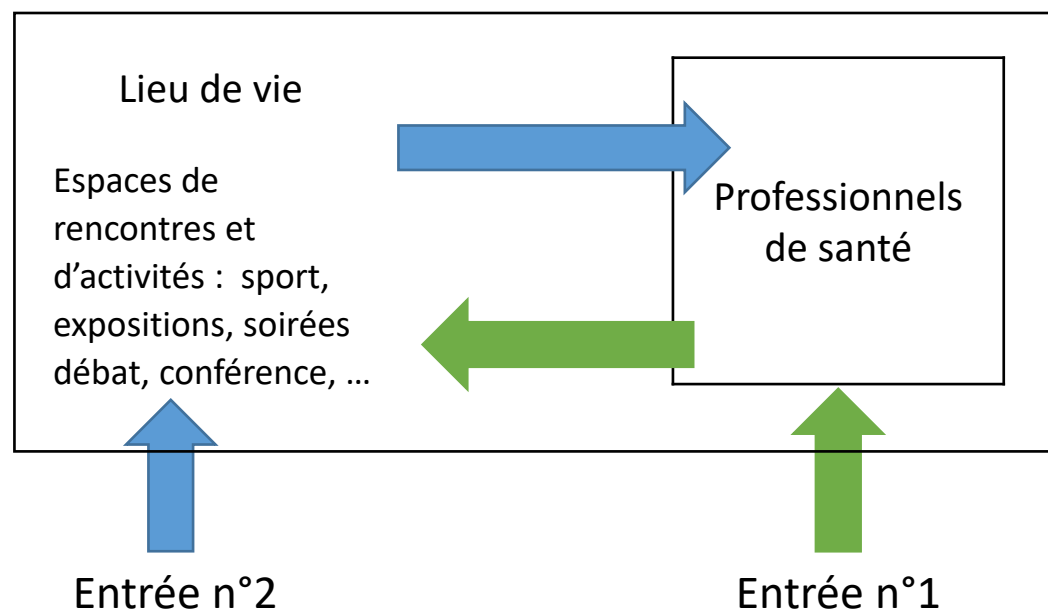 Lieu de vie
Espaces de
rencontres et
d'activités :  sport,
expositions, soirées
débat, conférence, …
Professionnels
de santé
Entrée n°2
Entrée n°1